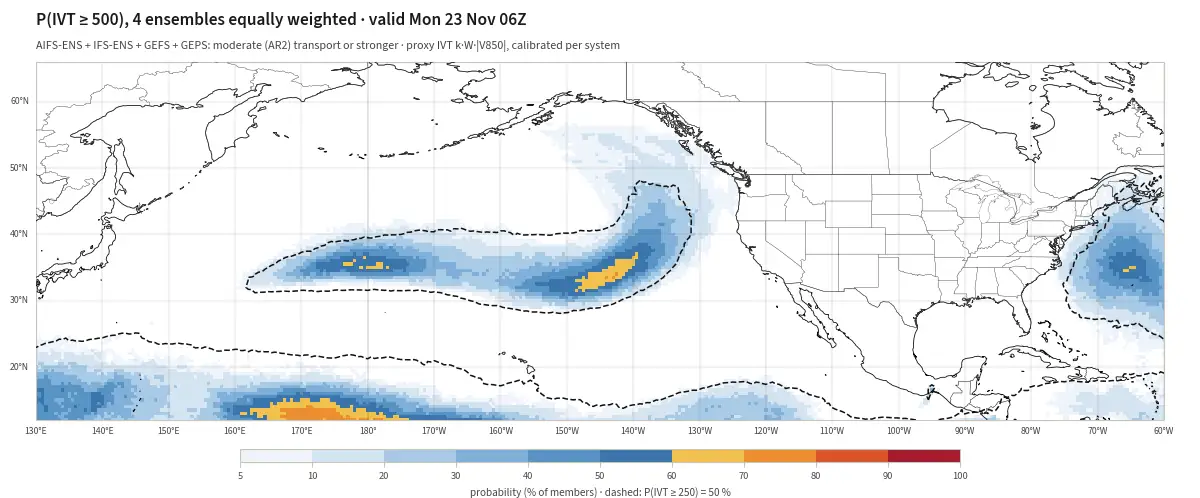 P(IVT ≥ 500), 4 ensembles equally weighted · valid Mon 23 Nov 06Z
AIFS-ENS + IFS-ENS + GEFS + GEPS: moderate (AR2) transport or stronger · proxy IVT k·W·|V850|, calibrated per system
60°N
50°N
40°N
30°N
20°N
130°E 140°E 150°E 160°E 170°E 180° 170°W 160°W 150°W 140°W 130°W 120°W 110°W 100°W 90°W 80°W 70°W 60°W
5 10 20 30 40 50 60 70 80 90 100
probability (% of members) · dashed: P(IVT ≥ 250) = 50 %